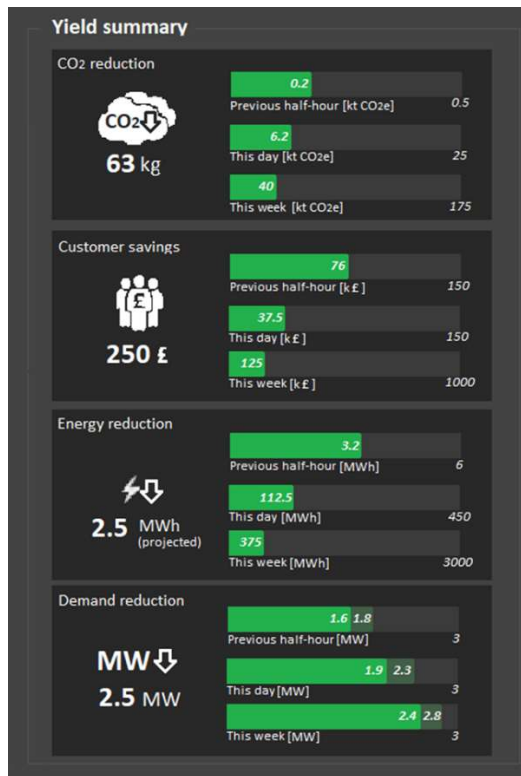 Yield summary
CO2 reduction
CO2
63 kg
0.2
Previous half-hour [kt CO2e] 0.5
6.2
This day [kt CO2e] 25
40
This week [kt CO2e] 175
Customer savings
£
250 £
76
Previous half-hour [k£] 150
37.5
This day [k£] 150
125
This week [k£] 1000
Energy reduction
2.5 MWh
(projected)
3.2
Previous half-hour [MWh] 6
112.5
This day [MWh] 450
375
This week [MWh] 3000
Demand reduction
MW
2.5 MW
1.6 1.8
Previous half-hour [MW] 3
1.9 2.3
This day [MW] 3
2.4 2.8
This week [MW] 3